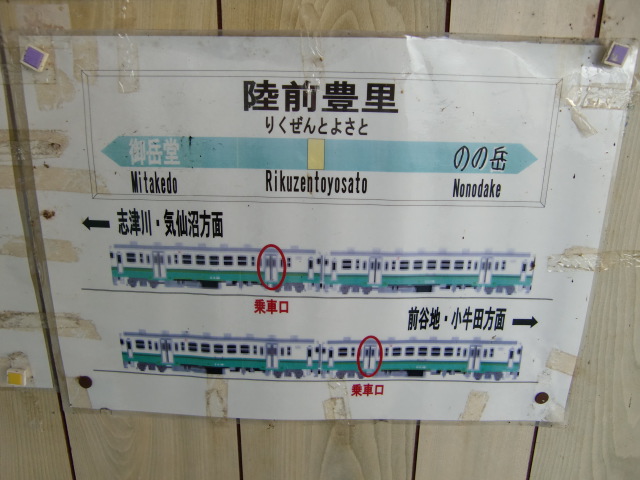 陸前豊里
りくぜんとよさと
御岳堂 のの岳
Mitakedo Rikuzentoyosato Nonodake
← 志津川・気仙沼方面
乗車口
前谷地・小牛田方面 →
乗車口